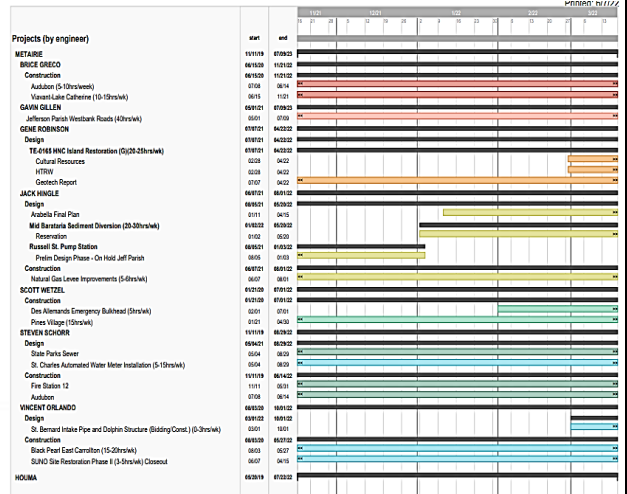 Printed: 6/7/22
11/21 12/21 1/22 2/22 3/22
Projects (by engineer) start end
METAIRIE 11/11/19 07/09/23
BRICE GRECO 06/15/20 11/21/22
Construction 06/15/20 11/21/22
Audubon (5-10hrs/week) 07/08 06/14
Viavant-Lake Catherine (10-15hrs/wk) 06/15 11/21
GAVIN GILLEN 05/01/21 07/09/23
Jefferson Parish Westbank Roads (40hrs/wk) 05/01 07/09
GENE ROBINSON 07/07/21 04/22/22
Design 07/07/21 04/22/22
TE-0165 HNC Island Restoration (G)(20-25hrs/wk) 07/07/21 04/22/22
Cultural Resources 02/28 04/22
HTRW 02/28 04/22
Geotech Report 07/07 04/22
JACK HINGLE 06/07/21 08/01/22
Design 08/05/21 05/20/22
Arabella Final Plan 01/11 04/15
Mid Barataria Sediment Diversion (20-30hrs/wk) 01/02/22 05/20/22
Reservation 01/02 05/20
Russell St. Pump Station 08/05/21 01/03/22
Prelim Design Phase - On Hold Jeff Parish 08/05 01/03
Construction 06/07/21 08/01/22
Natural Gas Levee Improvements (5-6hrs/wk) 06/07 08/01
SCOTT WETZEL 01/21/20 07/01/22
Construction 01/21/20 07/01/22
Des Allemands Emergency Bulkhead (5hrs/wk) 02/01 07/01
Pines Village (15hrs/wk) 01/21 04/30
STEVEN SCHORR 11/11/19 08/29/22
Design 05/04/21 08/29/22
State Parks Sewer 05/04 08/29
St. Charles Automated Water Meter Installation (5-15hrs/wk) 05/04 08/29
Construction 11/11/19 06/14/22
Fire Station 12 11/11 05/31
Audubon 07/08 06/14
VINCENT ORLANDO 08/03/20 10/01/22
Design 03/01/22 10/01/22
St. Bernard Intake Pipe and Dolphin Structure (Bidding/Const.) (0-3hrs/wk) 03/01 10/01
Construction 08/03/20 05/27/22
Black Pearl East Carrollton (15-20hrs/wk) 08/03 05/27
SUNO Site Restoration Phase II (3-5hrs/wk) Closeout 06/07 04/15
HOUMA 05/20/19 07/22/22